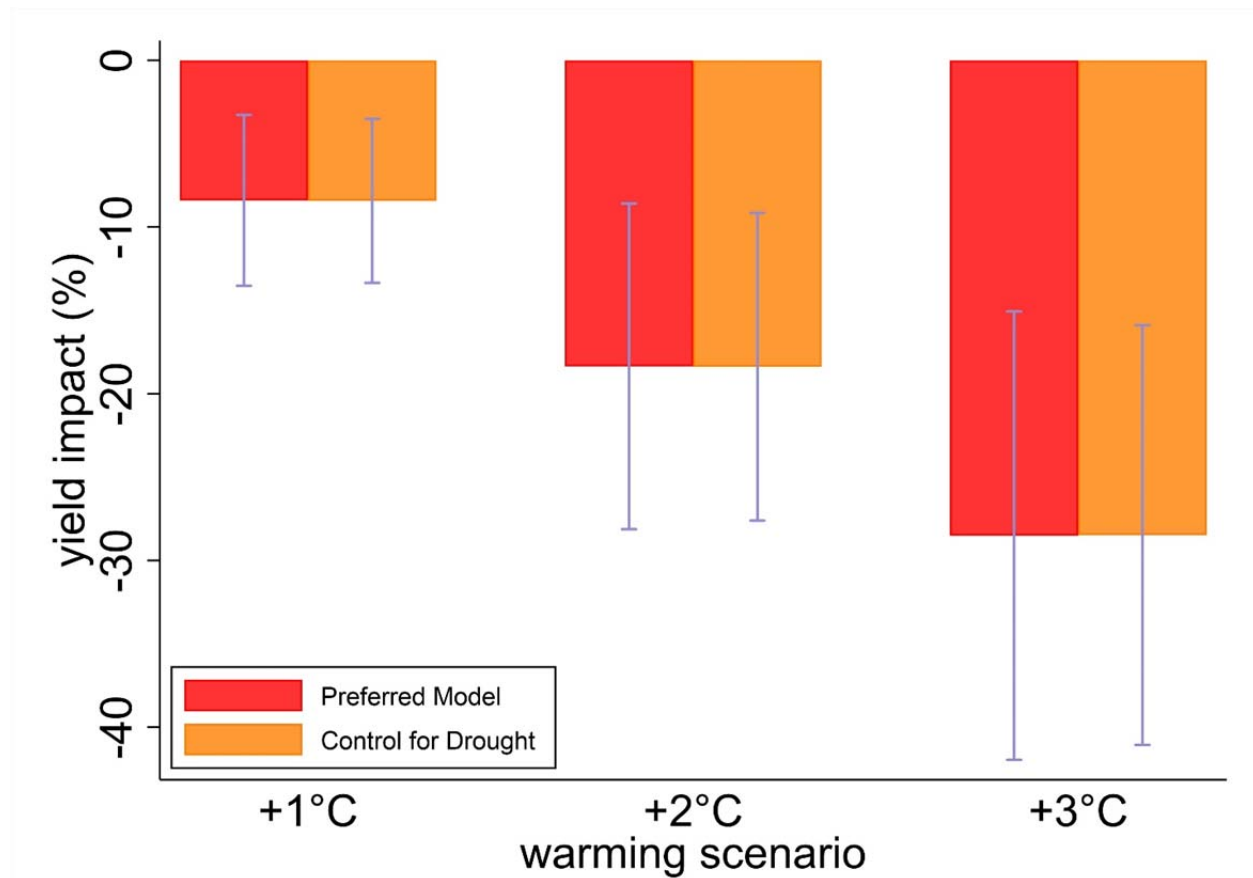 0
-10
-20
-30
-40
yield impact (%)
Preferred Model
Control for Drought
+1°C
+2°C
+3°C
warming scenario